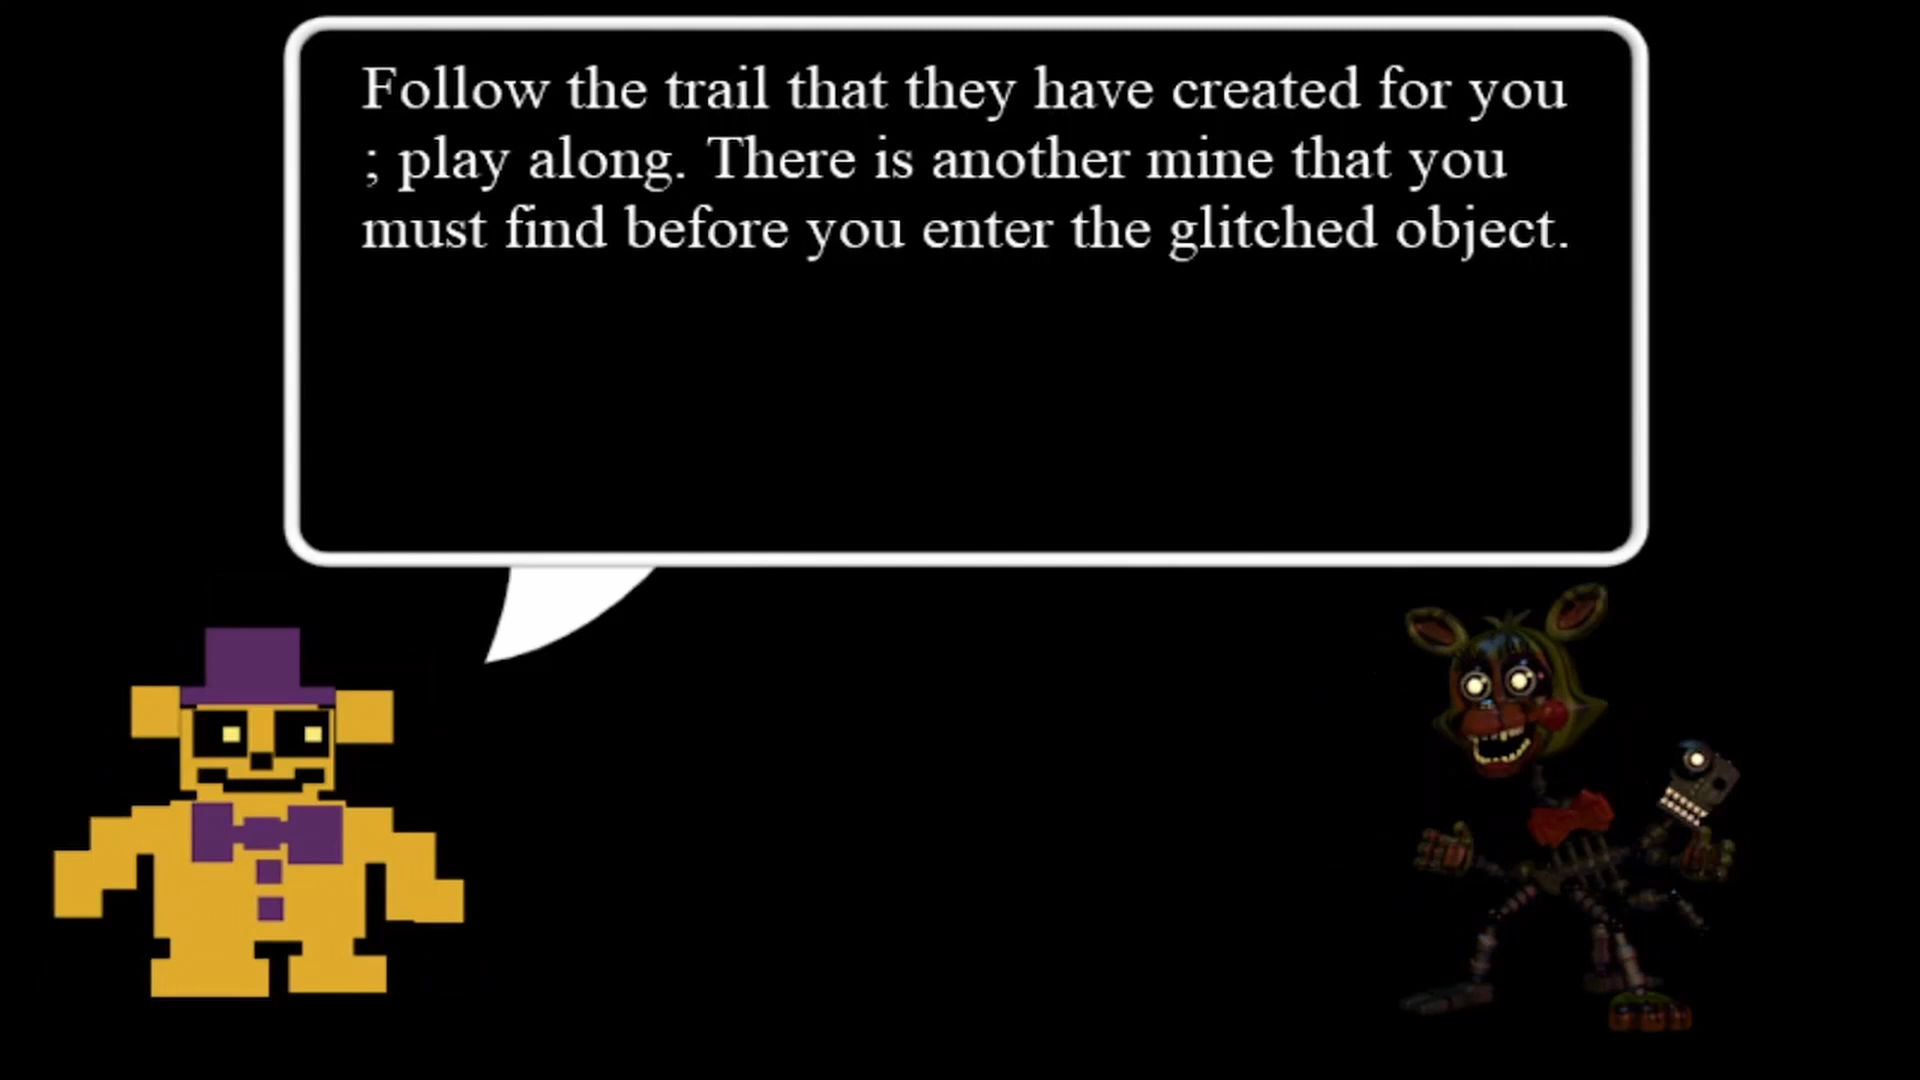 Follow the trail that they have created for you
; play along. There is another mine that you
must find before you enter the glitched object.